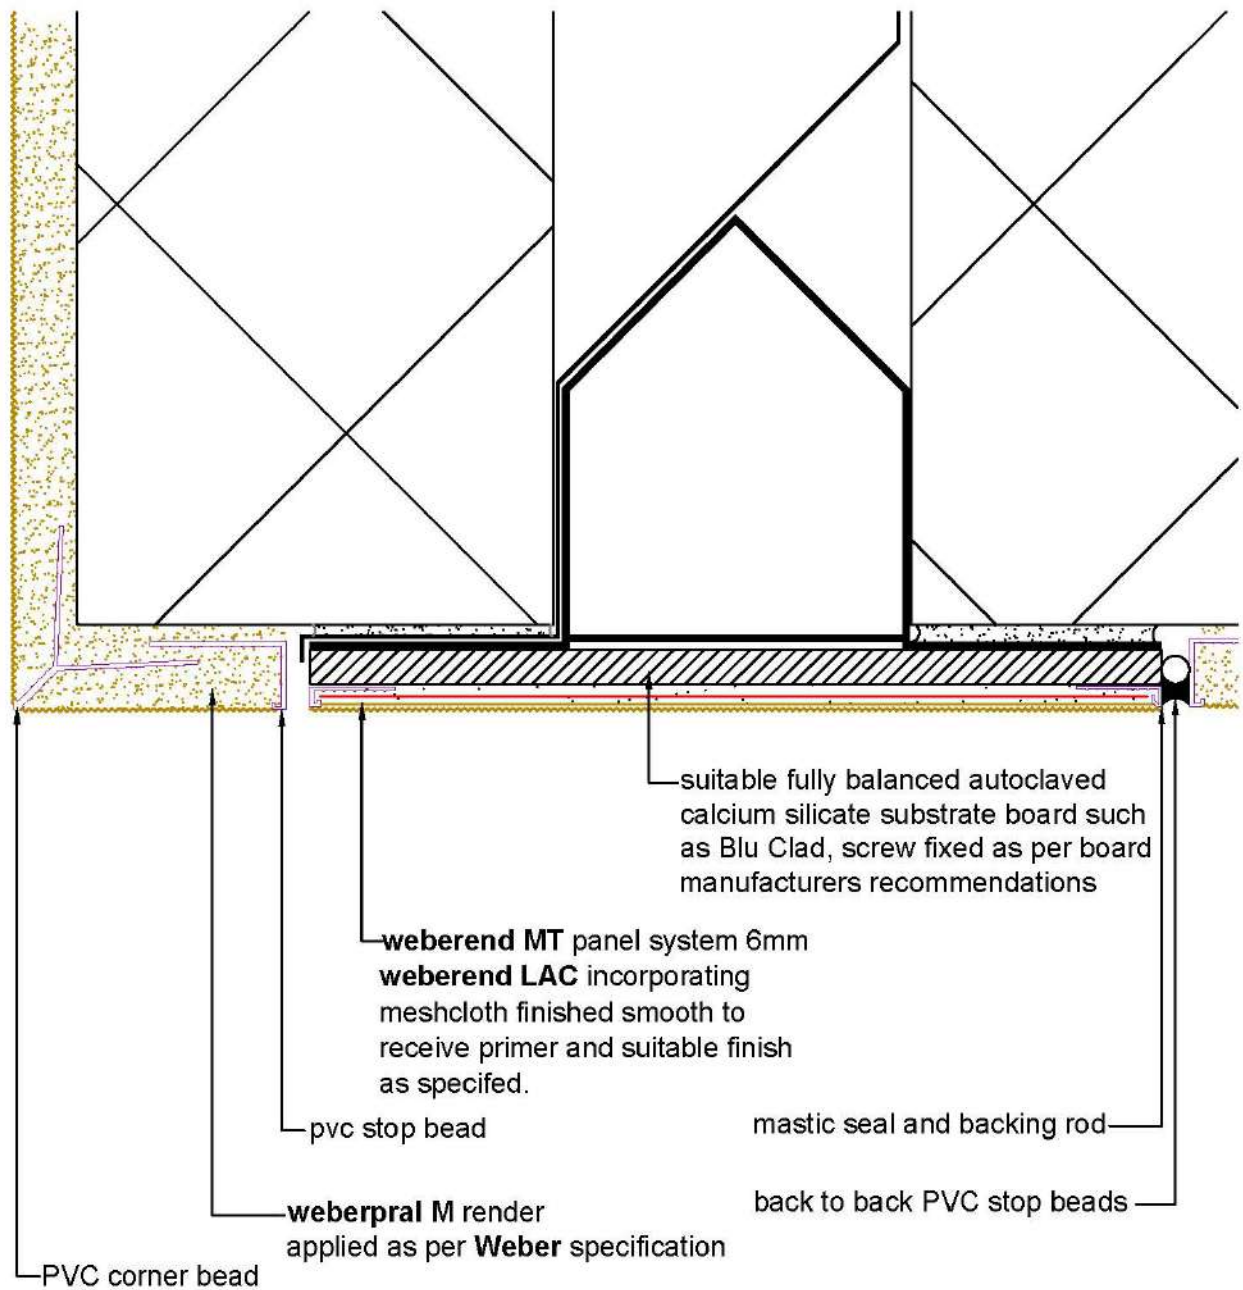 suitable fully balanced autoclaved
calcium silicate substrate board such
as Blu Clad, screw fixed as per board
manufacturers recommendations
weberend MT panel system 6mm
weberend LAC incorporating
meshcloth finished smooth to
receive primer and suitable finish
as specifed.
pvc stop bead
mastic seal and backing rod
back to back PVC stop beads
weberpral M render
applied as per Weber specification
PVC corner bead